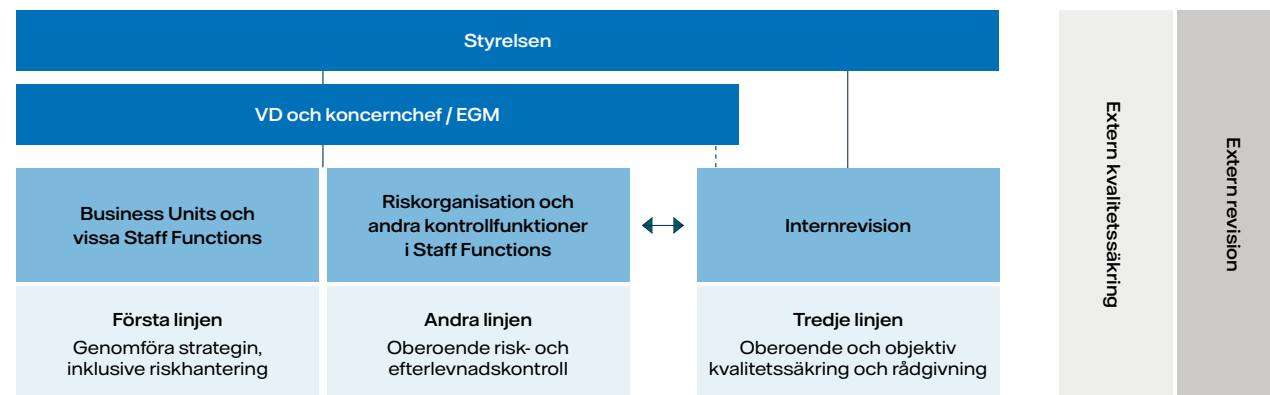 Styrelsen
VD och koncernchef / EGM
Business Units och
vissa Staff Functions
Riskorganisation och
andra kontrollfunktioner
i Staff Functions
Internrevision
Första linjen
Genomföra strategin,
inklusive riskhantering
Andra linjen
Oberoende risk- och
efterlevnadskontroll
Tredje linjen
Oberoende och objektiv
kvalitetssäkring och rådgivning
Extern kvalitetssäkring
Extern revision